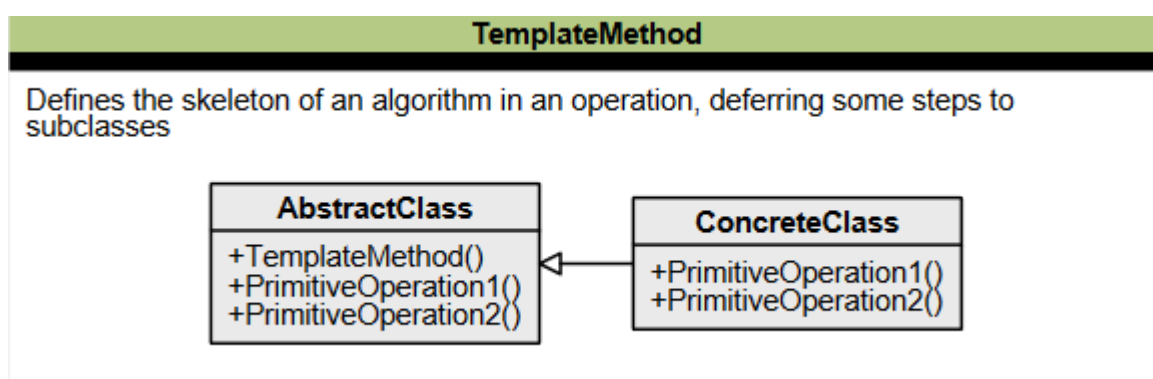 TemplateMethod
Defines the skeleton of an algorithm in an operation, deferring some steps to
subclasses
AbstractClass
+TemplateMethod()
+PrimitiveOperation1()
+PrimitiveOperation2()
ConcreteClass
+PrimitiveOperation1()
+PrimitiveOperation2()